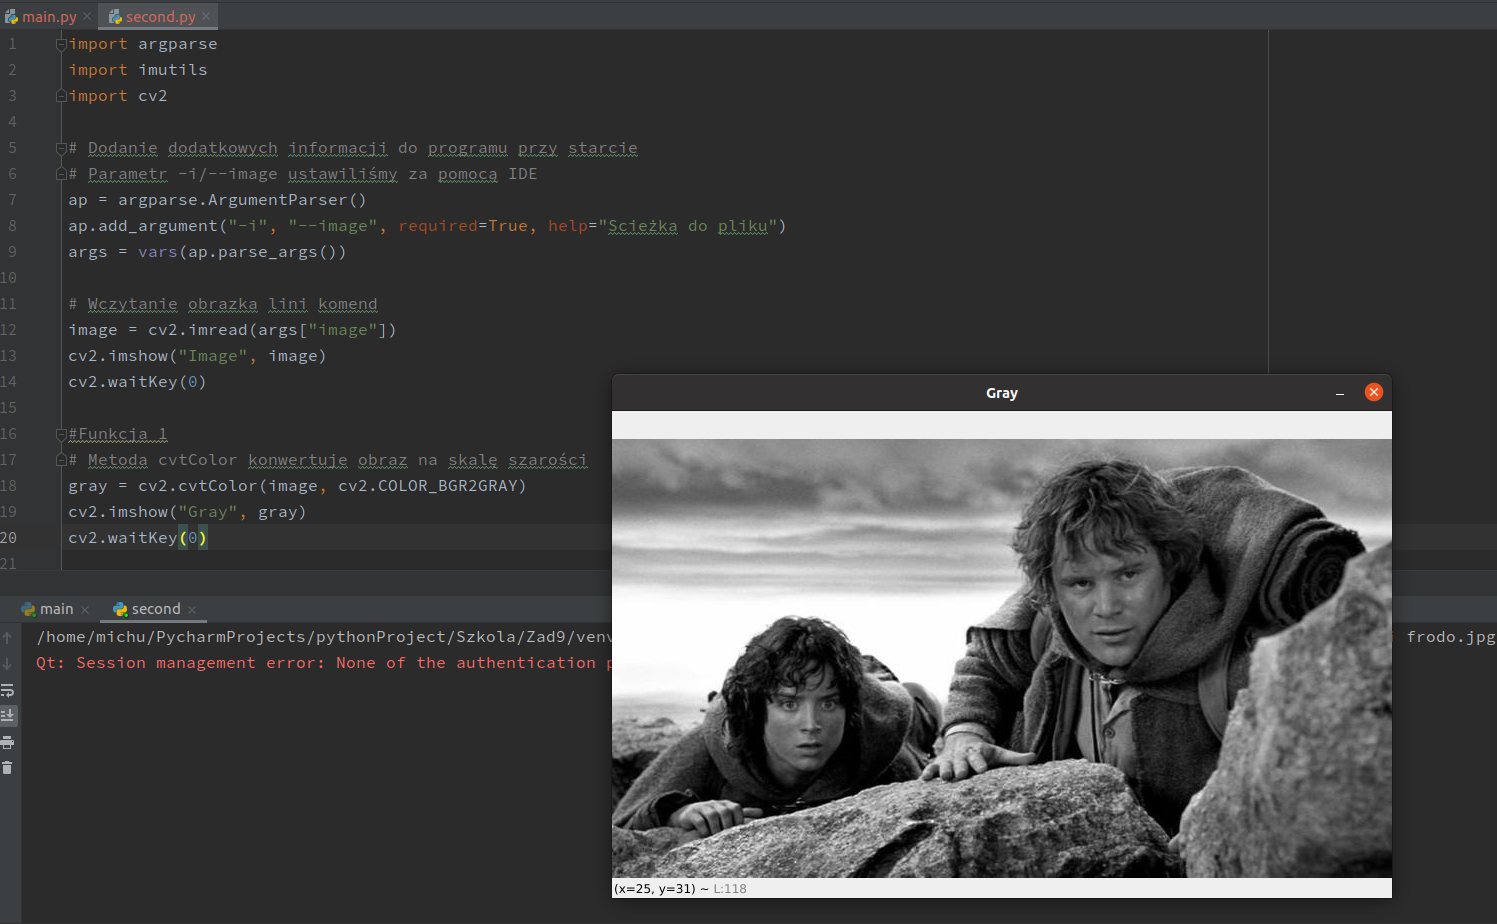 main.py second.py
1 import argparse
2 import imutils
3 import cv2
4
5 # Dodanie dodatkowych informacji do programu przy starcie
6 # Parametr -i/--image ustawiliśmy za pomocą IDE
7 ap = argparse.ArgumentParser()
8 ap.add_argument("-i", "--image", required=True, help="Scieżka do pliku")
9 args = vars(ap.parse_args())
10
11 # Wczytanie obrazka lini komend
12 image = cv2.imread(args["image"])
13 cv2.imshow("Image", image)
14 cv2.waitKey(0)
15
16 #Funkcja 1
17 # Metoda cvtColor konwertuje obraz na skalę szarości
18 gray = cv2.cvtColor(image, cv2.COLOR_BGR2GRAY)
19 cv2.imshow("Gray", gray)
20 cv2.waitKey(0)
21
Gray
(x=25, y=31) ~ L:118
main second
/home/michu/PycharmProjects/pythonProject/Szkola/Zad9/venv frodo.jpg
Qt: Session management error: None of the authentication